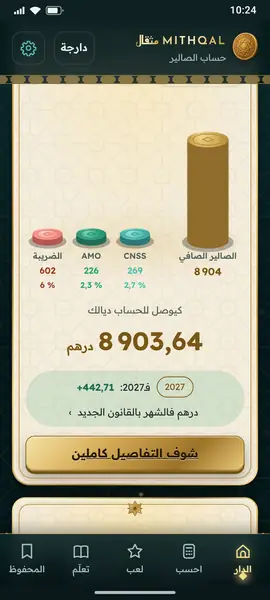 10:24
MITHQAL مثقال
حساب الصالير
دارجة
الصالير الصافي
8 904
CNSS
269
2,7 %
AMO
226
2,3 %
الضريبة
602
6 %
كيوصل للحساب ديالك
8 903,64 درهم
2027 ف2027: +442,71
درهم فالشهر بالقانون الجديد ›
شوف التفاصيل كاملين
الدار
احسب
لعب
تعلّم
المحفوظ